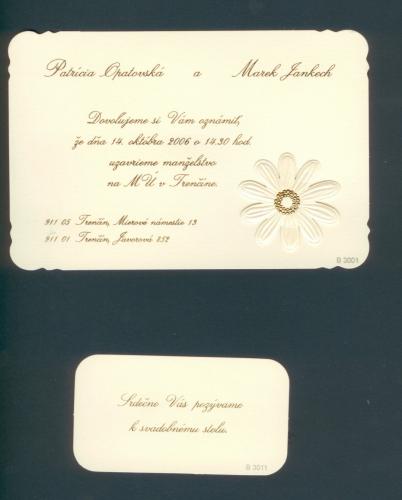 Patrícia Opatovská a Marek Jankech
Dovoľujeme si Vám oznámiť,
že dňa 14. októbra 2006 o 14.30 hod.
uzavrieme manželstvo
na MÚ v Trenčíne.
911 05 Trenčín, Mierové námestie 13
911 01 Trenčín, Javorová 852
B 3001
Srdečne Vás pozývame
k svadobnému stolu.
B 3011